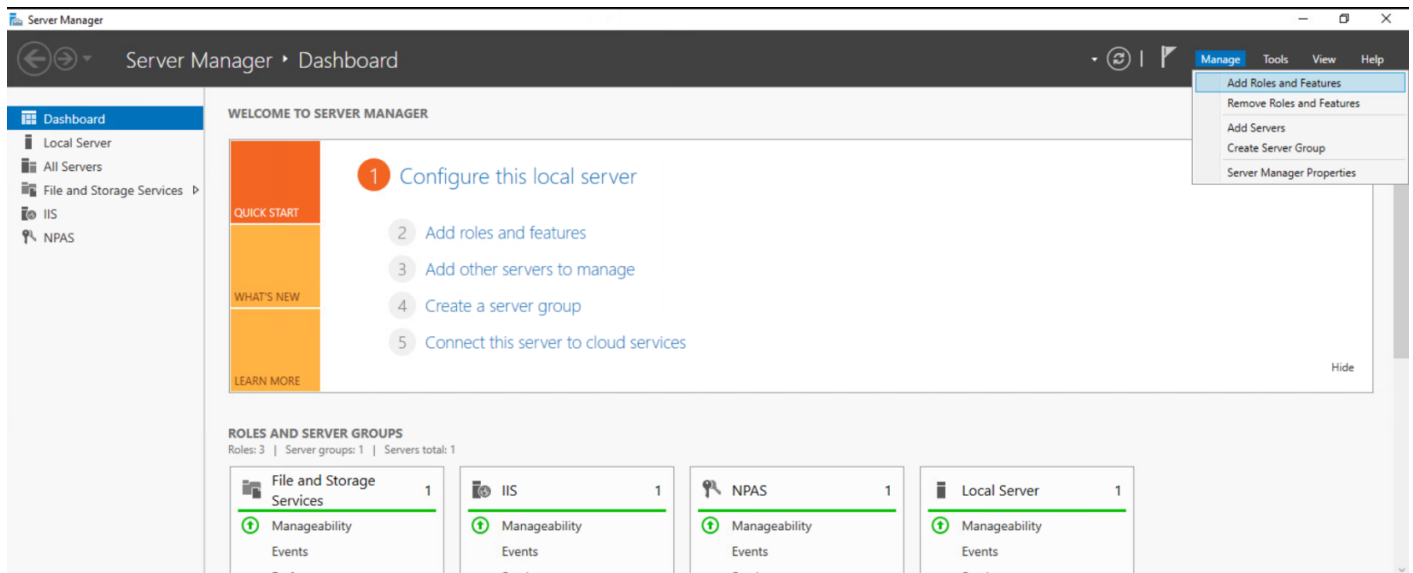 Server Manager
Server Manager ‣ Dashboard
Manage Tools View Help
Add Roles and Features
Remove Roles and Features
Add Servers
Create Server Group
Server Manager Properties
Dashboard
Local Server
All Servers
File and Storage Services
IIS
NPAS
WELCOME TO SERVER MANAGER
QUICK START
WHAT'S NEW
LEARN MORE
1 Configure this local server
2 Add roles and features
3 Add other servers to manage
4 Create a server group
5 Connect this server to cloud services
Hide
ROLES AND SERVER GROUPS
Roles: 3 | Server groups: 1 | Servers total: 1
File and Storage
Services 1
Manageability
Events
IIS 1
Manageability
Events
NPAS 1
Manageability
Events
Local Server 1
Manageability
Events